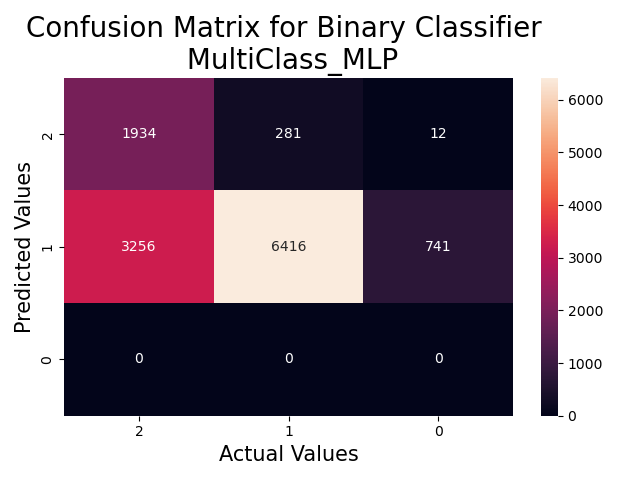 Confusion Matrix for Binary Classifier
MultiClass_MLP
Predicted Values
2
1934 281 12
1
3256 6416 741
0
0 0 0
2 1 0
Actual Values
6000
5000
4000
3000
2000
1000
0